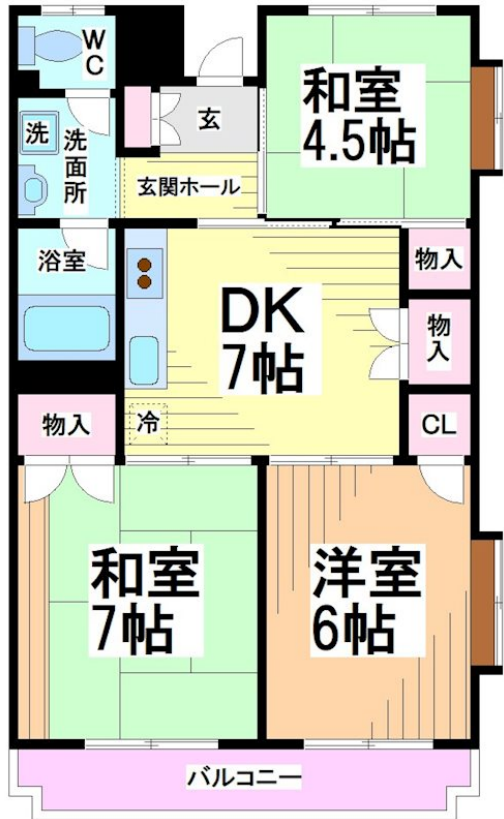 WC
和室
4.5帖
玄
洗
洗面所
玄関ホール
浴室
物入
DK
7帖
物入
物入
冷
CL
和室
7帖
洋室
6帖
バルコニー